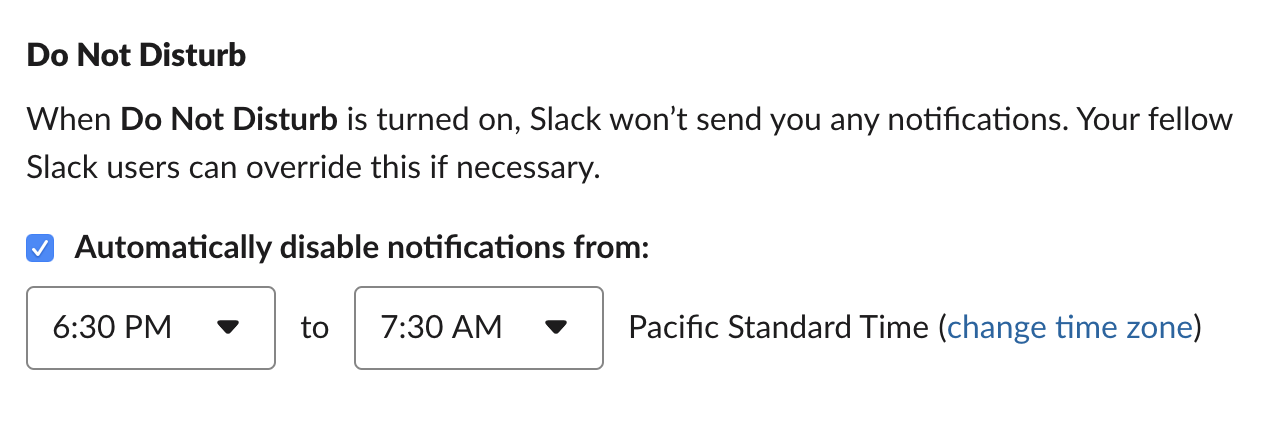 Do Not Disturb
When Do Not Disturb is turned on, Slack won’t send you any notifications. Your fellow
Slack users can override this if necessary.
Automatically disable notifications from:
6:30 PM to 7:30 AM Pacific Standard Time (change time zone)